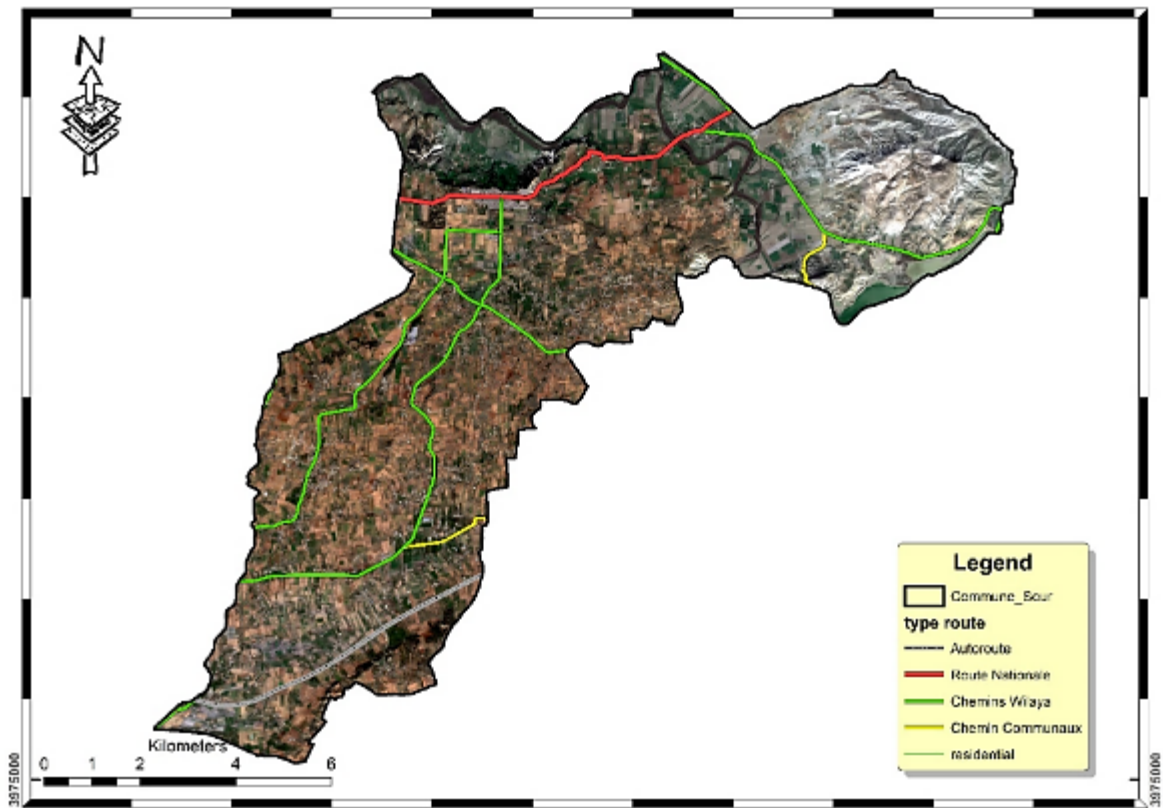 N
Legend
Commune_Sour
type route
Autoroute
Route Nationale
Chemins Wilaya
Chemin Communaux
residential
Kilometers
0 1 2 4 6
3975000
3975000